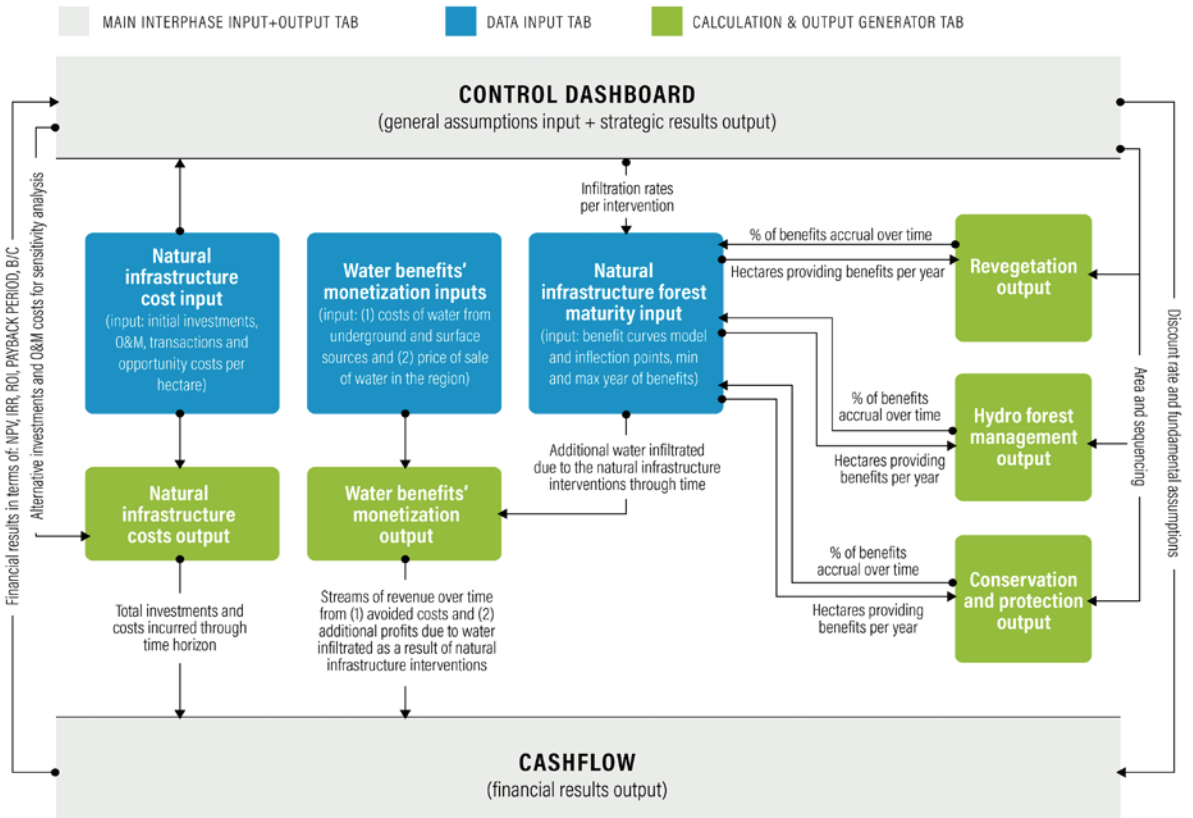 MAIN INTERPHASE INPUT+OUTPUT TAB
DATA INPUT TAB
CALCULATION & OUTPUT GENERATOR TAB
CONTROL DASHBOARD
(general assumptions input + strategic results output)
Financial results in terms of: NPV, IRR, ROI, PAYBACK PERIOD, B/C
Alternative investments and O&M costs for sensitivity analysis
Infiltration rates
per intervention
Natural
infrastructure
cost input
(input: initial investments,
O&M, transactions and
opportunity costs per
hectare)
Water benefits'
monetization inputs
(input: (1) costs of water from
underground and surface
sources and (2) price of sale
of water in the region)
Natural
infrastructure forest
maturity input
(input: benefit curves model
and inflection points, min
and max year of benefits)
% of benefits accrual over time
Hectares providing benefits per year
Revegetation
output
% of benefits
accrual over time
Hectares providing
benefits per year
Hydro forest
management
output
% of benefits
accrual over time
Hectares providing
benefits per year
Conservation
and protection
output
Area and sequencing
Discount rate and fundamental assumptions
Additional water infiltrated
due to the natural infrastructure
interventions through time
Natural
infrastructure
costs output
Water benefits'
monetization
output
Total investments and
costs incurred through
time horizon
Streams of revenue over time
from (1) avoided costs and (2)
additional profits due to water
infiltrated as a result of natural
infrastructure interventions
CASHFLOW
(financial results output)